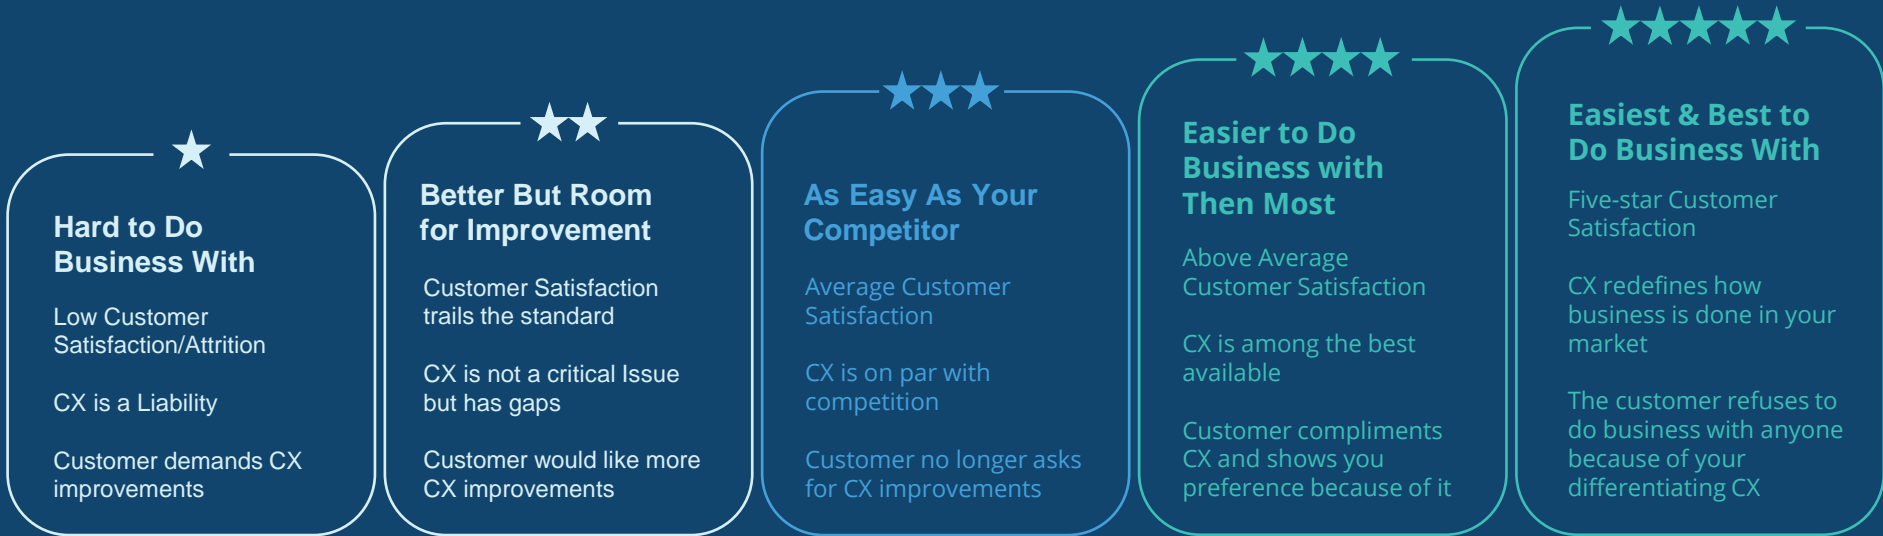 Hard to Do
Business With
Low Customer
Satisfaction/Attrition
CX is a Liability
Customer demands CX
improvements
Better But Room
for Improvement
Customer Satisfaction
trails the standard
CX is not a critical Issue
but has gaps
Customer would like more
CX improvements
As Easy As Your
Competitor
Average Customer
Satisfaction
CX is on par with
competition
Customer no longer asks
for CX improvements
Easier to Do
Business with
Then Most
Above Average
Customer Satisfaction
CX is among the best
available
Customer compliments
CX and shows you
preference because of it
Easiest & Best to
Do Business With
Five-star Customer
Satisfaction
CX redefines how
business is done in your
market
The customer refuses to
do business with anyone
because of your
differentiating CX